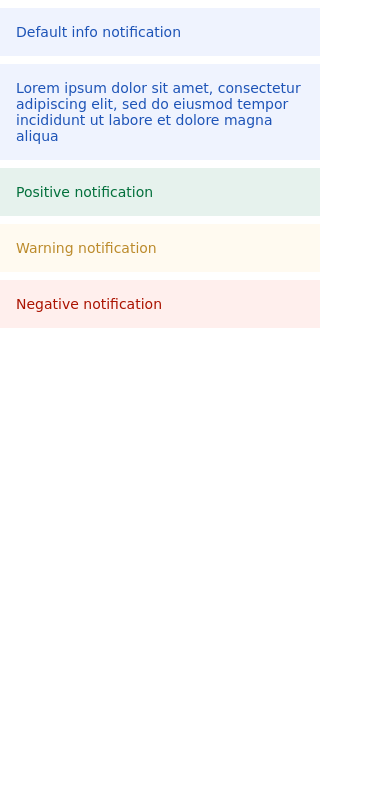 Default info notification
Lorem ipsum dolor sit amet, consectetur
adipiscing elit, sed do eiusmod tempor
incididunt ut labore et dolore magna
aliqua
Positive notification
Warning notification
Negative notification